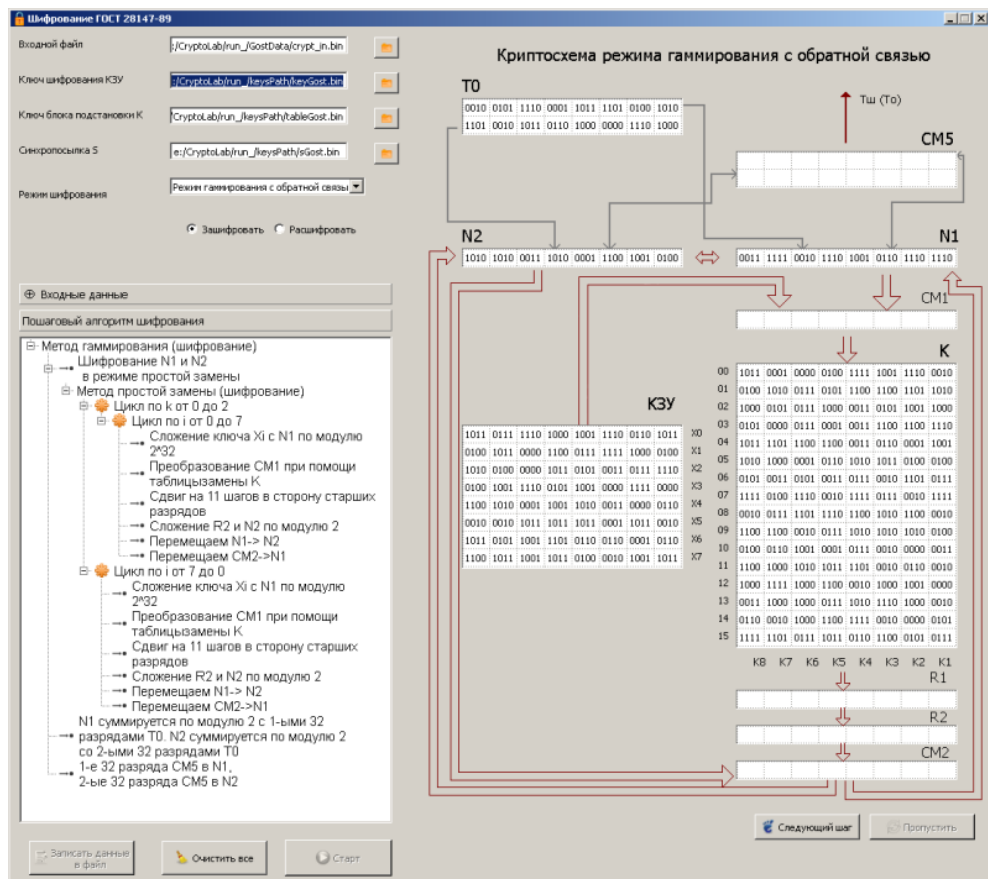 Шифрование ГОСТ 28147-89
Входной файл
:/CryptoLab/run_/GostData/crypt_in.bin
Ключ шифрования КЗУ
:/CryptoLab/run_/keysPath/keyGost.bin
Ключ блока подстановки K
CryptoLab/run_/keysPath/tableGost.bin
Синхропосылка S
e:/CryptoLab/run_/keysPath/sGost.bin
Режим шифрования
Режим гаммирования с обратной связы
Зашифровать Расшифровать
Входные данные
Пошаговый алгоритм шифрования
Метод гаммирования (шифрование)
Шифрование N1 и N2
в режиме простой замены
Метод простой замены (шифрование)
Цикл по k от 0 до 2
Цикл по i от 0 до 7
Сложение ключа Xi с N1 по модулю
2^32
Преобразование СМ1 при помощи
таблицызамены K
Сдвиг на 11 шагов в сторону старших
разрядов
Сложение R2 и N2 по модулю 2
Перемещаем N1-> N2
Перемещаем CM2->N1
Цикл по i от 7 до 0
Сложение ключа Xi с N1 по модулю
2^32
Преобразование СМ1 при помощи
таблицызамены K
Сдвиг на 11 шагов в сторону старших
разрядов
Сложение R2 и N2 по модулю 2
Перемещаем N1-> N2
Перемещаем CM2->N1
N1 суммируется по модулю 2 с 1-ыми 32
разрядами T0. N2 суммируется по модулю 2
со 2-ыми 32 разрядами T0
1-е 32 разряда СМ5 в N1,
2-ые 32 разряда СМ5 в N2
Записать данные
в файл
Очистить все
Старт
Криптосхема режима гаммирования с обратной связью
T0
0010 0101 1110 0001 1011 1101 0100 1010
1101 0010 1011 0110 1000 0000 1110 1000
Тш (То)
СМ5
N2
1010 1010 0011 1010 0001 1100 1001 0100
N1
0011 1111 0010 1110 1001 0110 1110 1110
СМ1
K
00 1011 0001 0000 0100 1111 1001 1110 0010
01 0100 1010 0111 0101 1100 1100 1101 1010
02 1000 0101 0111 1000 0011 0101 1001 1000
03 0101 0000 0111 0001 0011 1100 1100 1110
04 1011 1101 1100 1100 0011 0110 0001 1001
05 1010 1000 0001 0110 1010 1011 0100 0100
06 0101 0011 0101 0011 0111 0010 1101 0111
07 1111 0100 1110 0010 1111 0111 0010 1111
08 0010 0111 1101 1110 1110 1100 1110 0110
09 1100 1100 0010 0111 1010 1010 1010 0100
10 0100 0110 1001 0001 0111 0010 0000 0011
11 1100 1000 1010 1011 1101 0010 0110 0010
12 1000 1111 1000 1100 0010 1000 1001 0000
13 0011 1000 1000 0111 1010 1110 1000 0010
14 0110 0010 1000 1100 1110 0010 0000 0101
15 1111 1101 0111 1011 0110 1100 0101 0111
K8 K7 K6 K5 K4 K3 K2 K1
КЗУ
1011 0111 1110 1000 1001 1110 0110 1011 X0
0100 1011 0000 1100 0111 1111 1000 0100 X1
1010 0100 0000 1011 0101 0011 0111 1110 X2
0100 1001 1110 0101 1001 0000 1111 0000 X3
1100 1010 0001 1001 1010 0011 0000 0110 X4
0010 0010 1011 1011 1011 0001 1011 0010 X5
1011 0101 1001 1101 0110 0110 0001 0110 X6
1100 1011 1001 1011 0100 0010 1001 1011 X7
R1
R2
СМ2
Следующий шаг
Пропустить